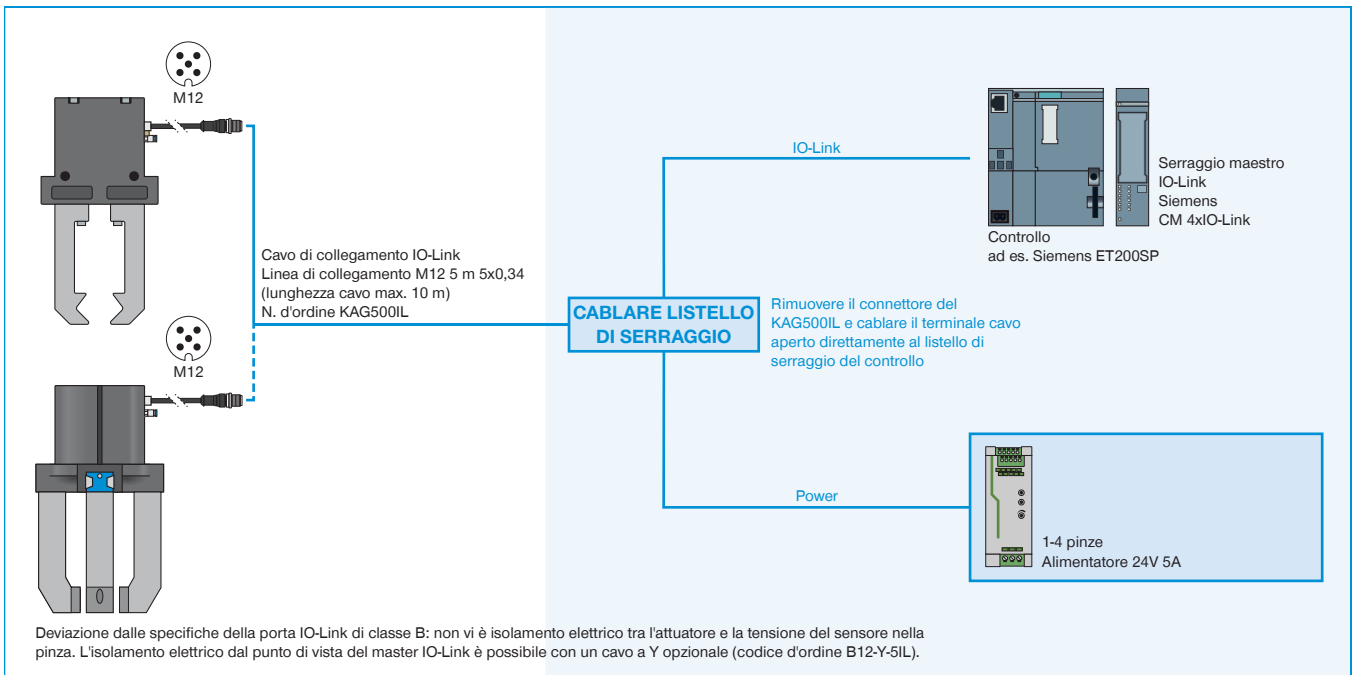 M12
Cavo di collegamento IO-Link
Linea di collegamento M12 5 m 5x0,34
(lunghezza cavo max. 10 m)
N. d'ordine KAG500IL
M12
CABLARE LISTELLO
DI SERRAGGIO
Rimuovere il connettore del
KAG500IL e cablare il terminale cavo
aperto direttamente al listello di
serraggio del controllo
IO-Link
Controllo
ad es. Siemens ET200SP
Serraggio maestro
IO-Link
Siemens
CM 4xIO-Link
Power
1-4 pinze
Alimentatore 24V 5A
Deviazione dalle specifiche della porta IO-Link di classe B: non vi è isolamento elettrico tra l'attuatore e la tensione del sensore nella
pinza. L'isolamento elettrico dal punto di vista del master IO-Link è possibile con un cavo a Y opzionale (codice d'ordine B12-Y-5IL).